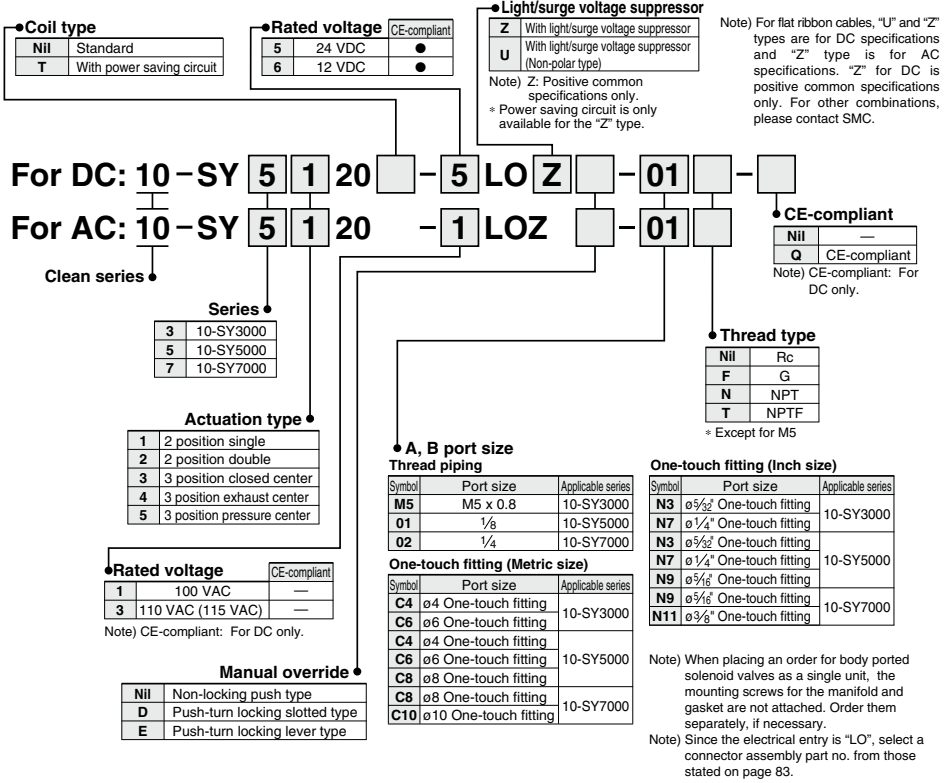 Coil type
Nil Standard
T With power saving circuit
Rated voltage CE-compliant
5 24 VDC ●
6 12 VDC ●
Light/surge voltage suppressor
Z With light/surge voltage suppressor
U With light/surge voltage suppressor (Non-polar type)
Note) Z: Positive common
specifications only.
∗ Power saving circuit is only
available for the “Z” type.
Note) For flat ribbon cables, “U” and “Z”
types are for DC specifications
and “Z” type is for AC
specifications. “Z” for DC is
positive common specifications
only. For other combinations,
please contact SMC.
For DC: 10 – SY 5 1 20 – 5 LO Z – 01 –
For AC: 10 – SY 5 1 20 – 1 LOZ – 01
Clean series
CE-compliant
Nil —
Q CE-compliant
Note) CE-compliant: For
DC only.
Series
3 10-SY3000
5 10-SY5000
7 10-SY7000
Thread type
Nil Rc
F G
N NPT
T NPTF
∗ Except for M5
Actuation type
1 2 position single
2 2 position double
3 3 position closed center
4 3 position exhaust center
5 3 position pressure center
A, B port size
Thread piping
Symbol Port size Applicable series
M5 M5 x 0.8 10-SY3000
01 1⁄8 10-SY5000
02 1⁄4 10-SY7000
One-touch fitting (Metric size)
Symbol Port size Applicable series
C4 ø4 One-touch fitting 10-SY3000
C6 ø6 One-touch fitting
C4 ø4 One-touch fitting 10-SY5000
C6 ø6 One-touch fitting
C8 ø8 One-touch fitting
C8 ø8 One-touch fitting 10-SY7000
C10 ø10 One-touch fitting
One-touch fitting (Inch size)
Symbol Port size Applicable series
N3 ø5⁄32" One-touch fitting 10-SY3000
N7 ø1⁄4" One-touch fitting
N3 ø5⁄32" One-touch fitting 10-SY5000
N7 ø1⁄4" One-touch fitting
N9 ø5⁄16" One-touch fitting
N9 ø5⁄16" One-touch fitting 10-SY7000
N11 ø3⁄8" One-touch fitting
Rated voltage CE-compliant
1 100 VAC —
3 110 VAC (115 VAC) —
Note) CE-compliant: For DC only.
Manual override
Nil Non-locking push type
D Push-turn locking slotted type
E Push-turn locking lever type
Note) When placing an order for body ported
solenoid valves as a single unit, the
mounting screws for the manifold and
gasket are not attached. Order them
separately, if necessary.
Note) Since the electrical entry is “LO”, select a
connector assembly part no. from those
stated on page 83.